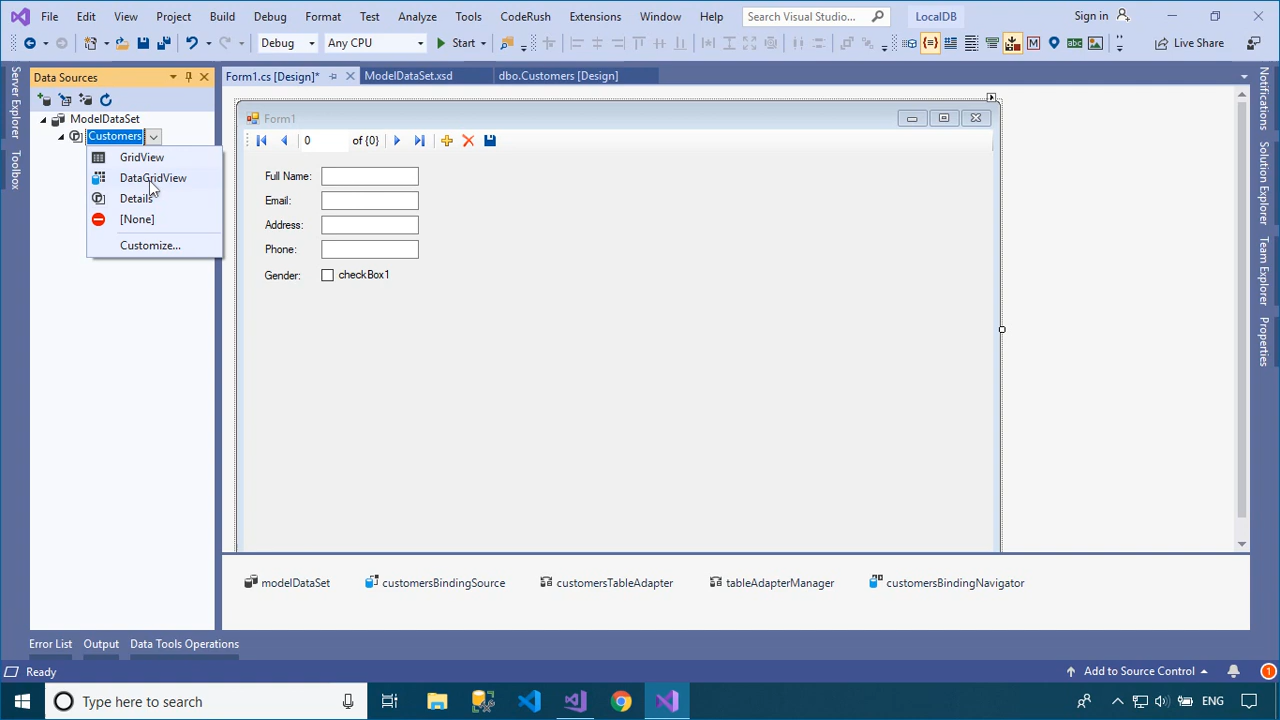 File Edit View Project Build Debug Format Test Analyze Tools CodeRush Extensions Window Help Search Visual Studio... LocalDB Sign in
Debug Any CPU Start Live Share
Data Sources
Form1.cs [Design]* ModelDataSet.xsd dbo.Customers [Design]
Server Explorer
Toolbox
ModelDataSet
Customers
GridView
DataGridView
Details
[None]
Customize...
Form1
0 of {0}
Full Name:
Email:
Address:
Phone:
Gender: checkBox1
Notifications
Solution Explorer
Team Explorer
Properties
modelDataSet customersBindingSource customersTableAdapter tableAdapterManager customersBindingNavigator
Error List Output Data Tools Operations
Ready Add to Source Control 1
Type here to search ENG